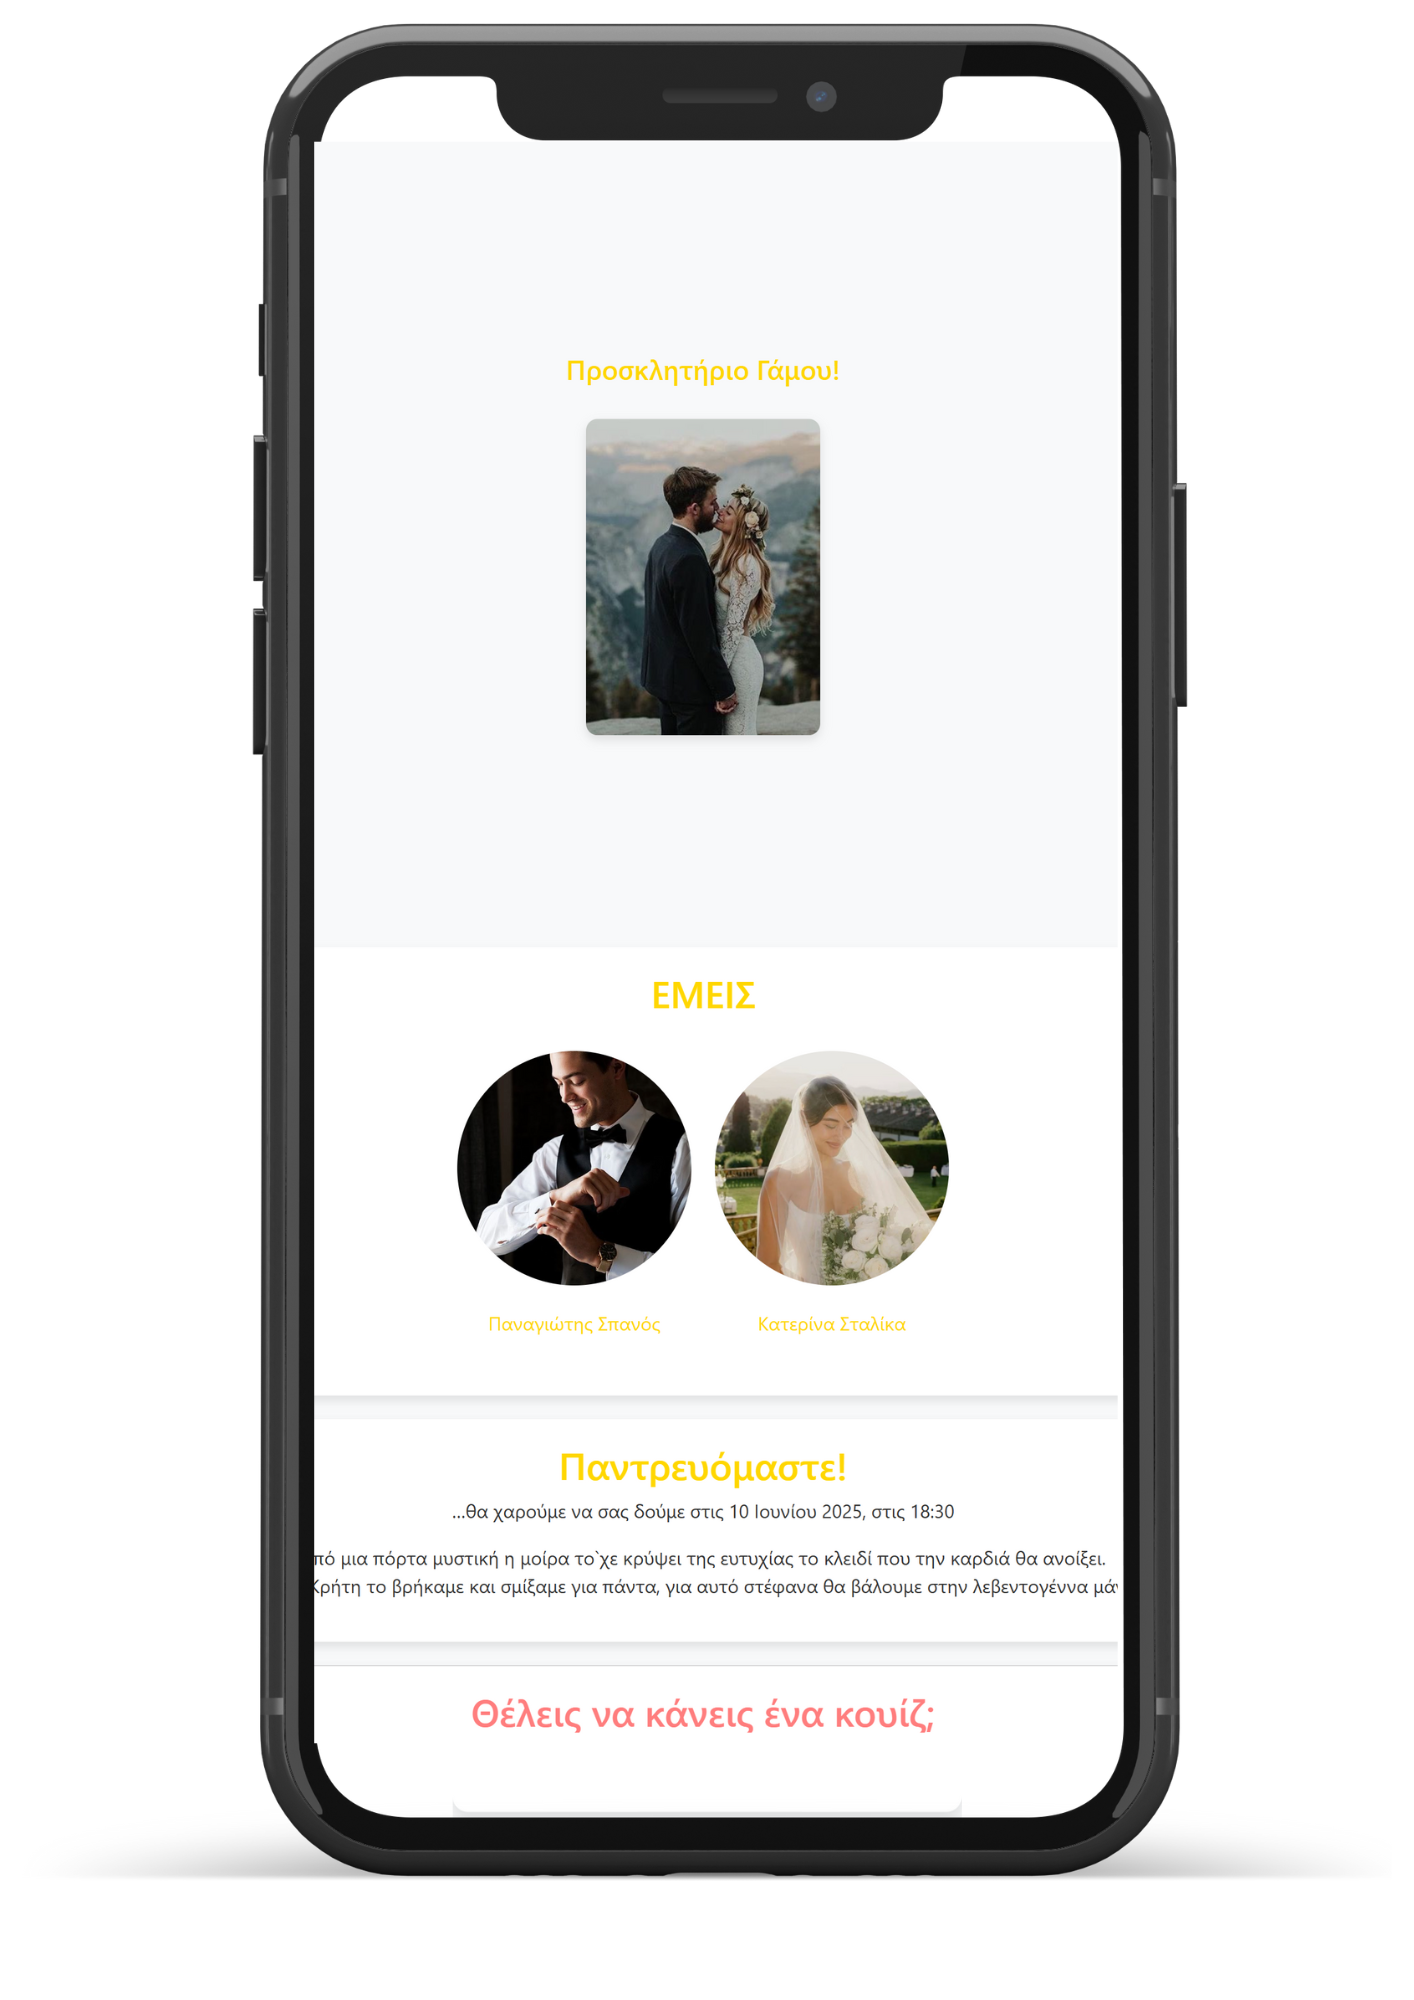 Προσκλητήριο Γάμου!
ΕΜΕΙΣ
Παναγιώτης Σπανός
Κατερίνα Σταλίκα
Παντρευόμαστε!
...θα χαρούμε να σας δούμε στις 10 Ιουνίου 2025, στις 18:30
μια πόρτα μυστική η μοίρα το`χε κρύψει της ευτυχίας το κλειδί που την καρδιά θα ανοίξει.
Κρήτη το βρήκαμε και σμίξαμε για πάντα, για αυτό στέφανα θα βάλουμε στην λεβεντογέννα
Θέλεις να κάνεις ένα κουίζ;